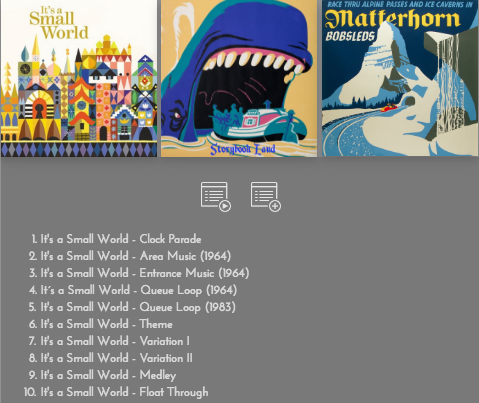 It's a
Small
World
Storybook Land
RACE THRU ALPINE PASSES AND ICE CAVERNS IN
Matterhorn
BOBSLEDS
1. It's a Small World - Clock Parade
2. It's a Small World - Area Music (1964)
3. It's a Small World - Entrance Music (1964)
4. It´s a Small World - Queue Loop (1964)
5. It's a Small World - Queue Loop (1983)
6. It's a Small World - Theme
7. It's a Small World - Variation I
8. It's a Small World - Variation II
9. It's a Small World - Medley
10. It's a Small World - Float Through